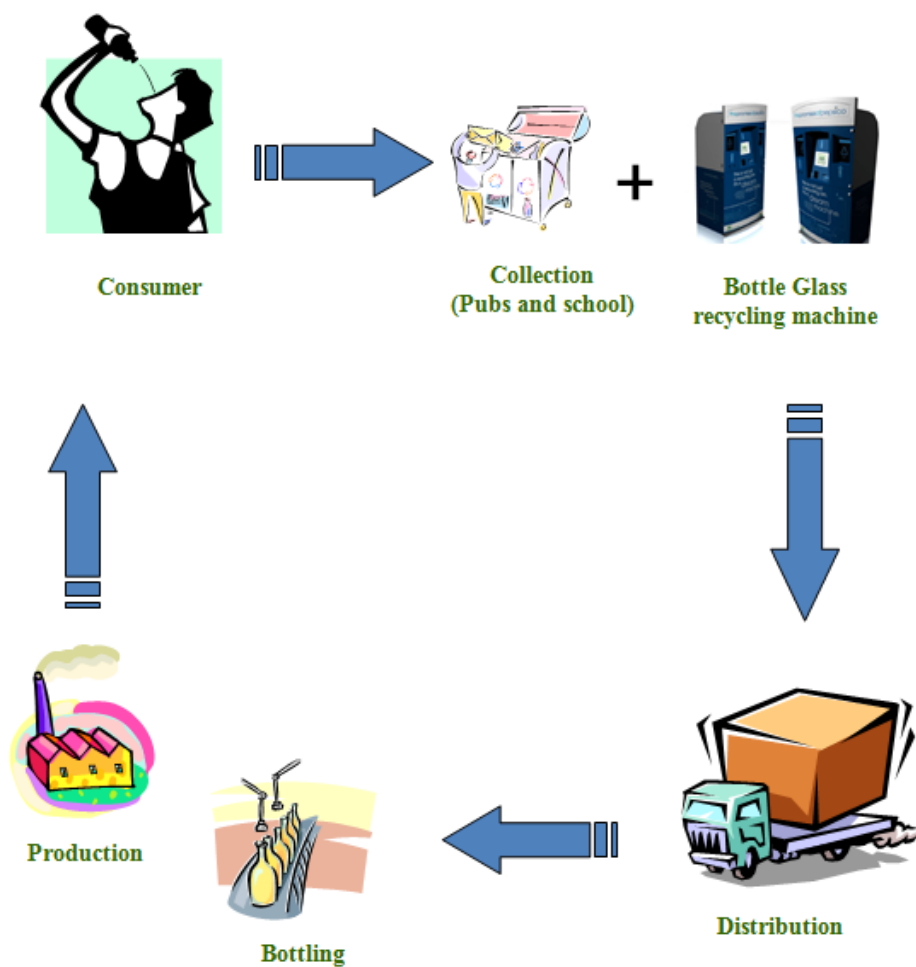 +
Consumer
Collection
(Pubs and school)
Bottle Glass
recycling machine
Production
Bottling
Distribution